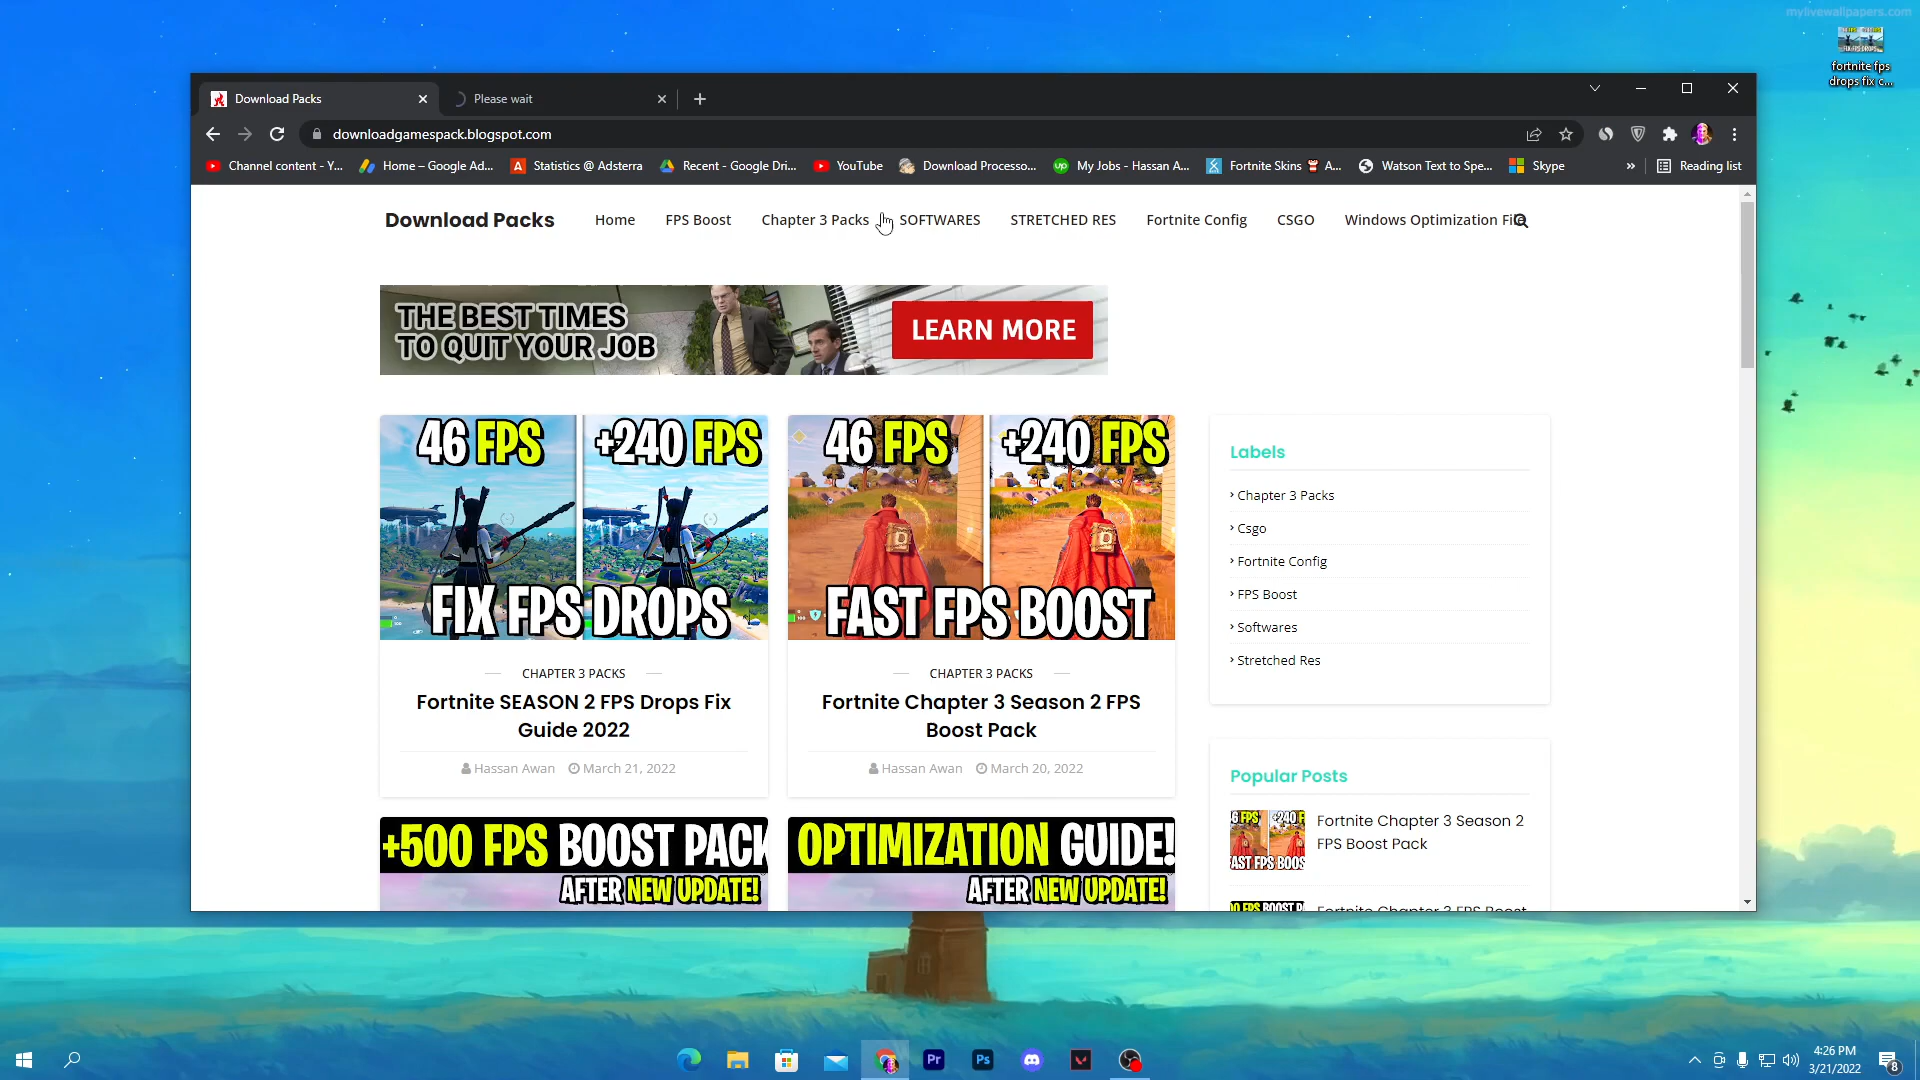 mylivewallpapers.com
fortnite fps
drops fix c...
Download Packs
Please wait
downloadgamespack.blogspot.com
Channel content - Y...
Home – Google Ad...
Statistics @ Adsterra
Recent - Google Dri...
YouTube
Download Processo...
My Jobs - Hassan A...
Fortnite Skins A...
Watson Text to Spe...
Skype
»
Reading list
Download Packs
Home
FPS Boost
Chapter 3 Packs
SOFTWARES
STRETCHED RES
Fortnite Config
CSGO
Windows Optimization File
THE BEST TIMES
TO QUIT YOUR JOB
LEARN MORE
46 FPS
+240 FPS
FIX FPS DROPS
46 FPS
+240 FPS
FAST FPS BOOST
CHAPTER 3 PACKS
Fortnite SEASON 2 FPS Drops Fix
Guide 2022
Hassan Awan March 21, 2022
CHAPTER 3 PACKS
Fortnite Chapter 3 Season 2 FPS
Boost Pack
Hassan Awan March 20, 2022
+500 FPS BOOST PACK
AFTER NEW UPDATE!
OPTIMIZATION GUIDE!
AFTER NEW UPDATE!
Labels
Chapter 3 Packs
Csgo
Fortnite Config
FPS Boost
Softwares
Stretched Res
Popular Posts
Fortnite Chapter 3 Season 2
FPS Boost Pack
Fortnite Chapter 3 FPS Boost
4:26 PM
3/21/2022
8